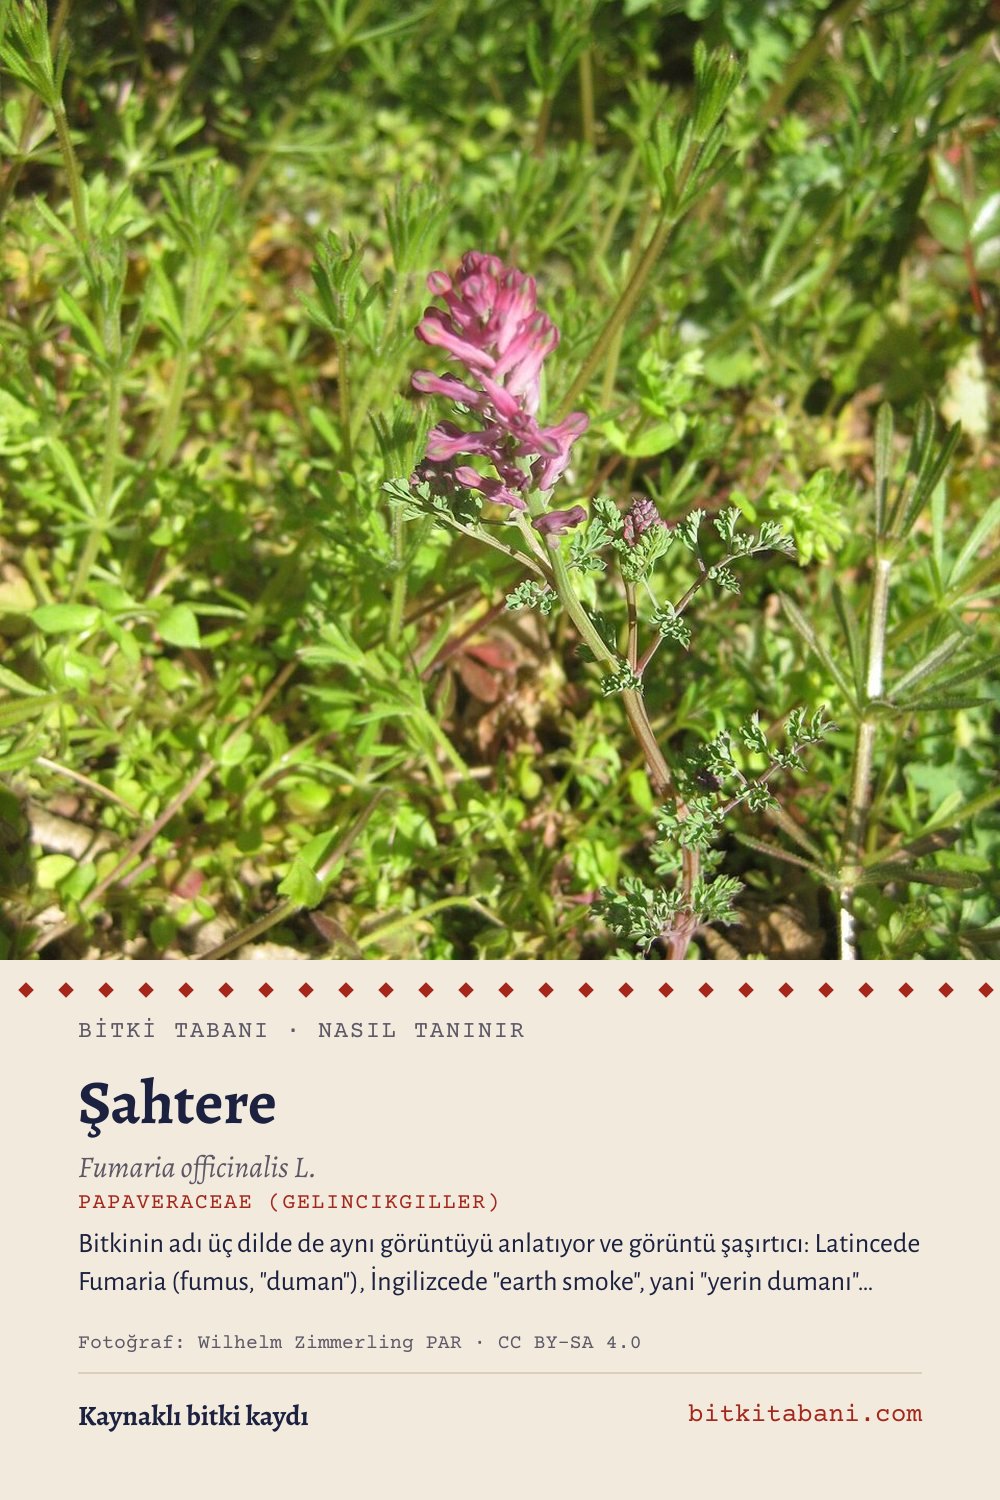 BİTKİ TABANI · NASIL TANINIR
Şahtere
Fumaria officinalis L.
PAPAVERACEAE (GELINCIKGILLER)
Bitkinin adı üç dilde de aynı görüntüyü anlatıyor ve görüntü şaşırtıcı: Latincede
Fumaria (fumus, "duman"), İngilizcede "earth smoke", yani "yerin dumanı"...
Fotoğraf: Wilhelm Zimmerling PAR · CC BY-SA 4.0
Kaynaklı bitki kaydı
bitkitabani.com